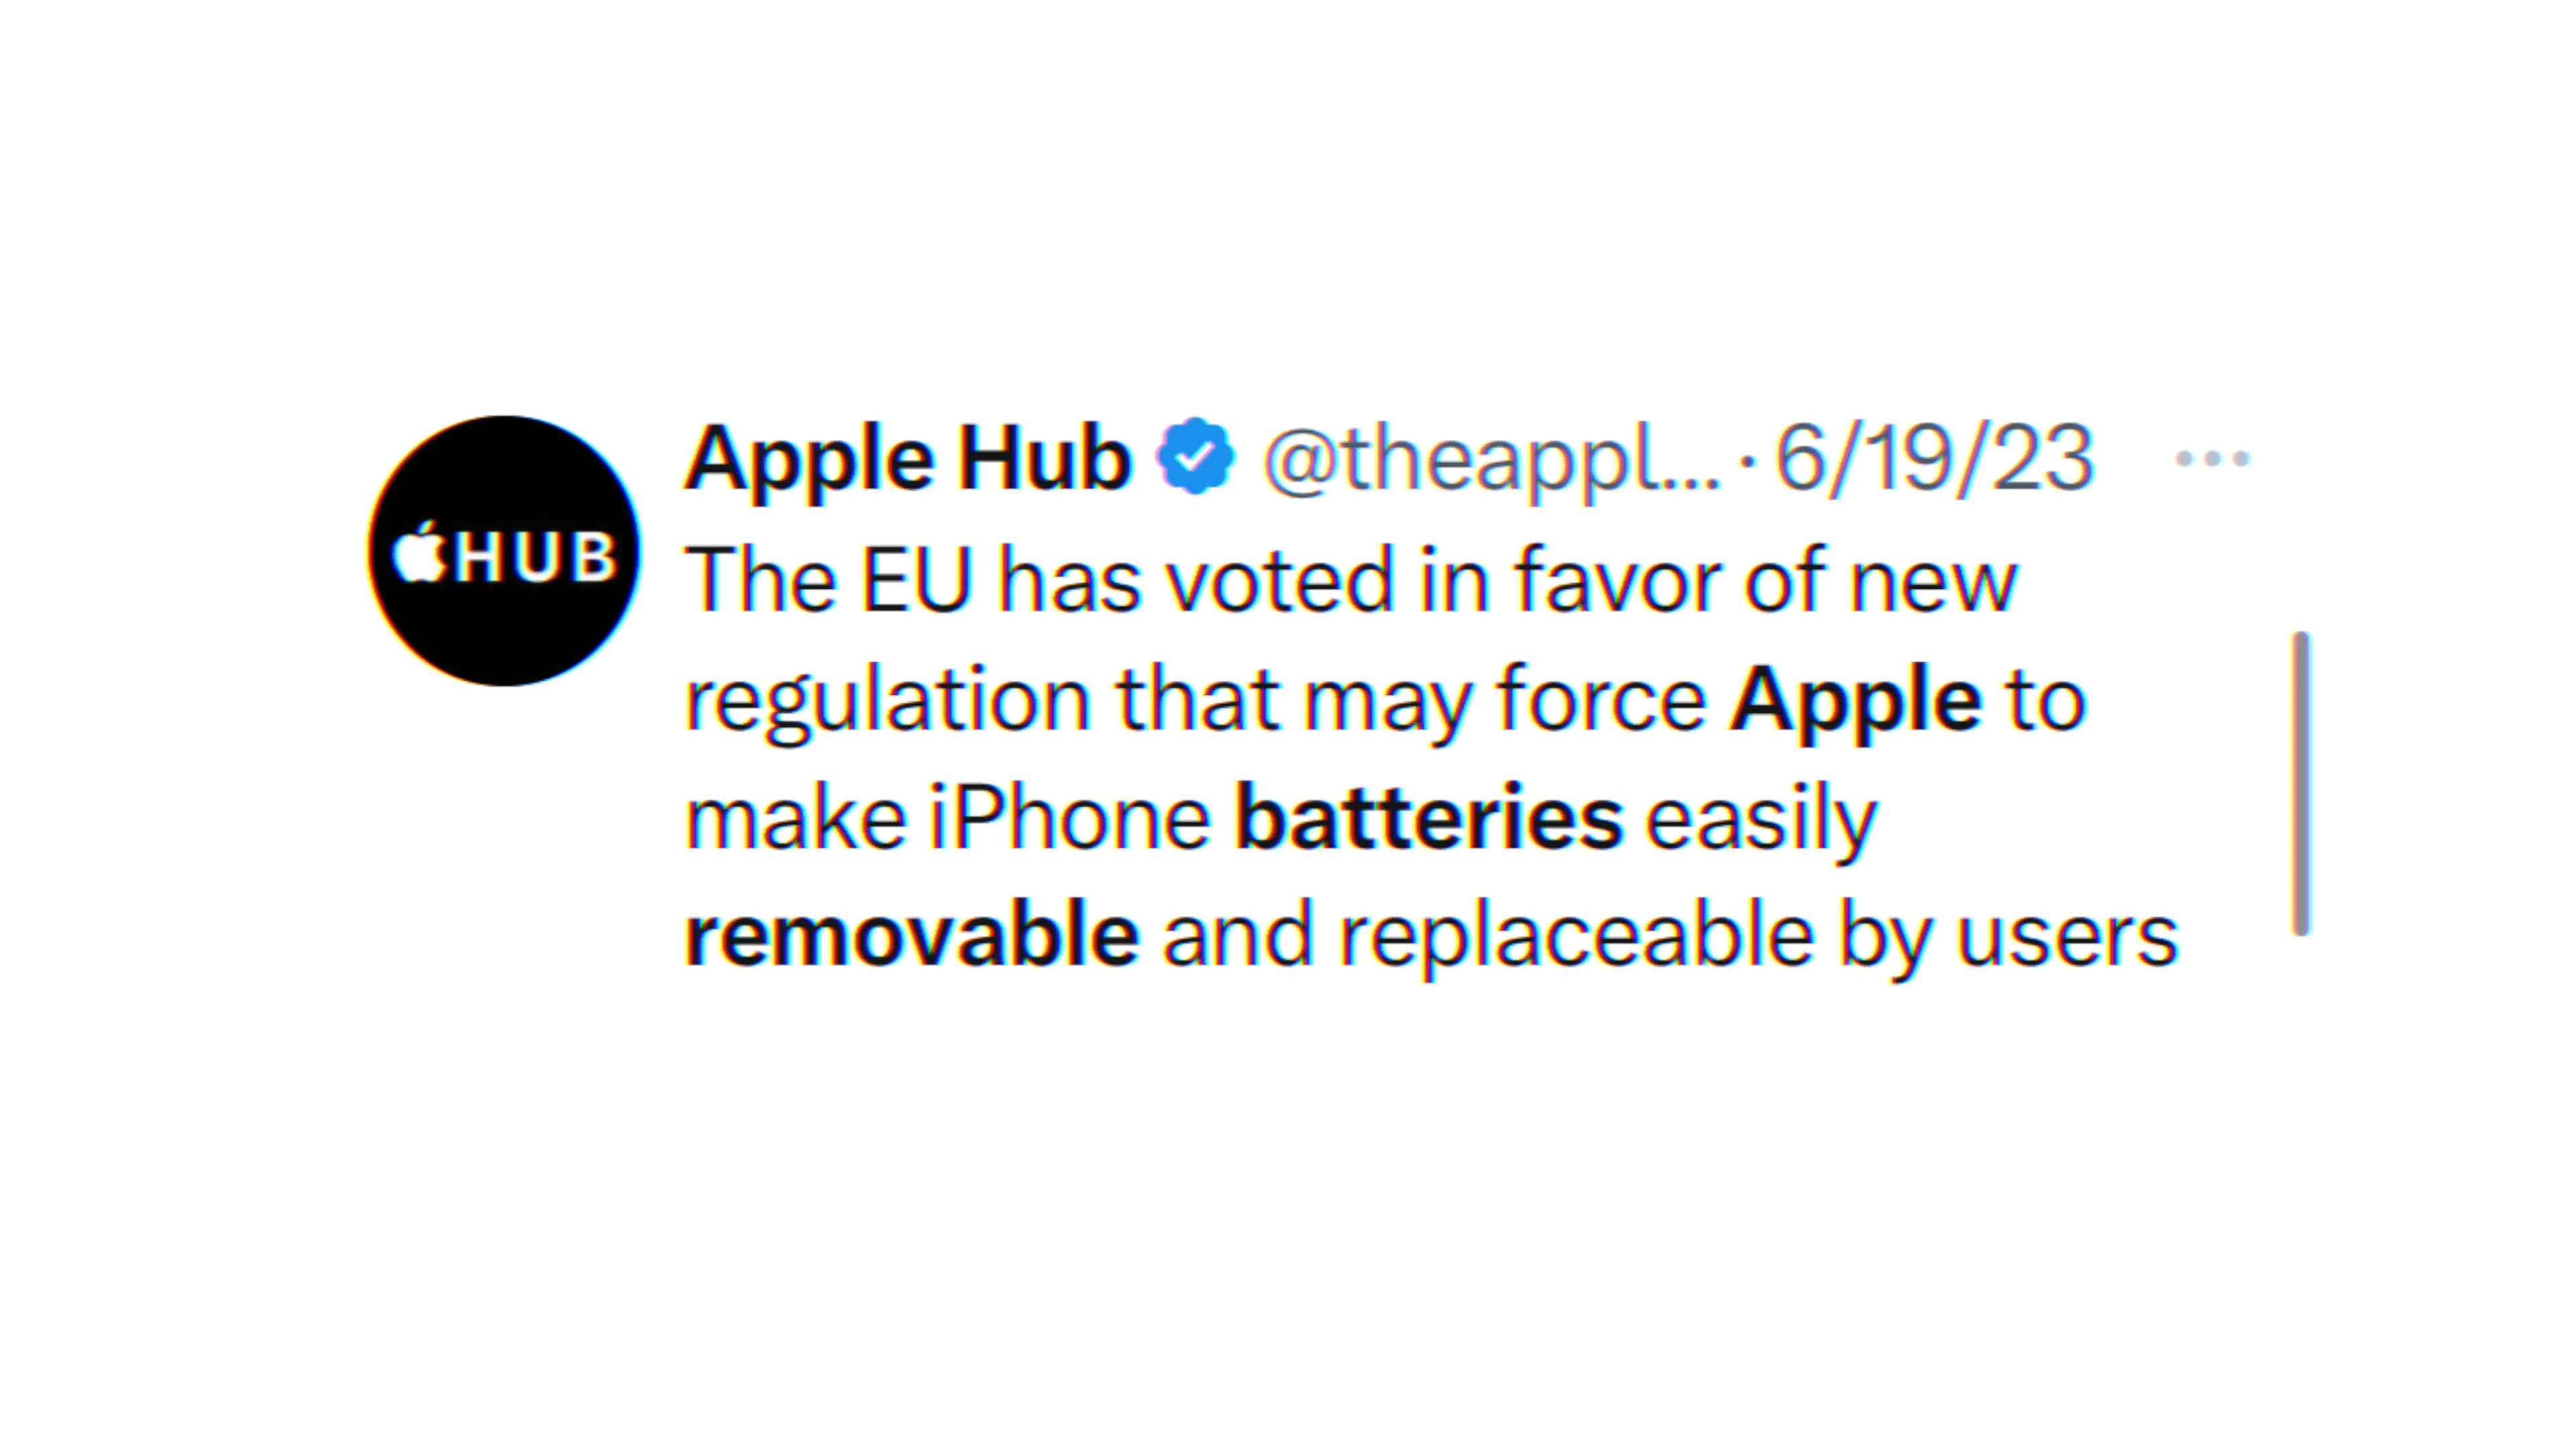 HUB
Apple Hub @theappl... · 6/19/23
The EU has voted in favor of new
regulation that may force Apple to
make iPhone batteries easily
removable and replaceable by users